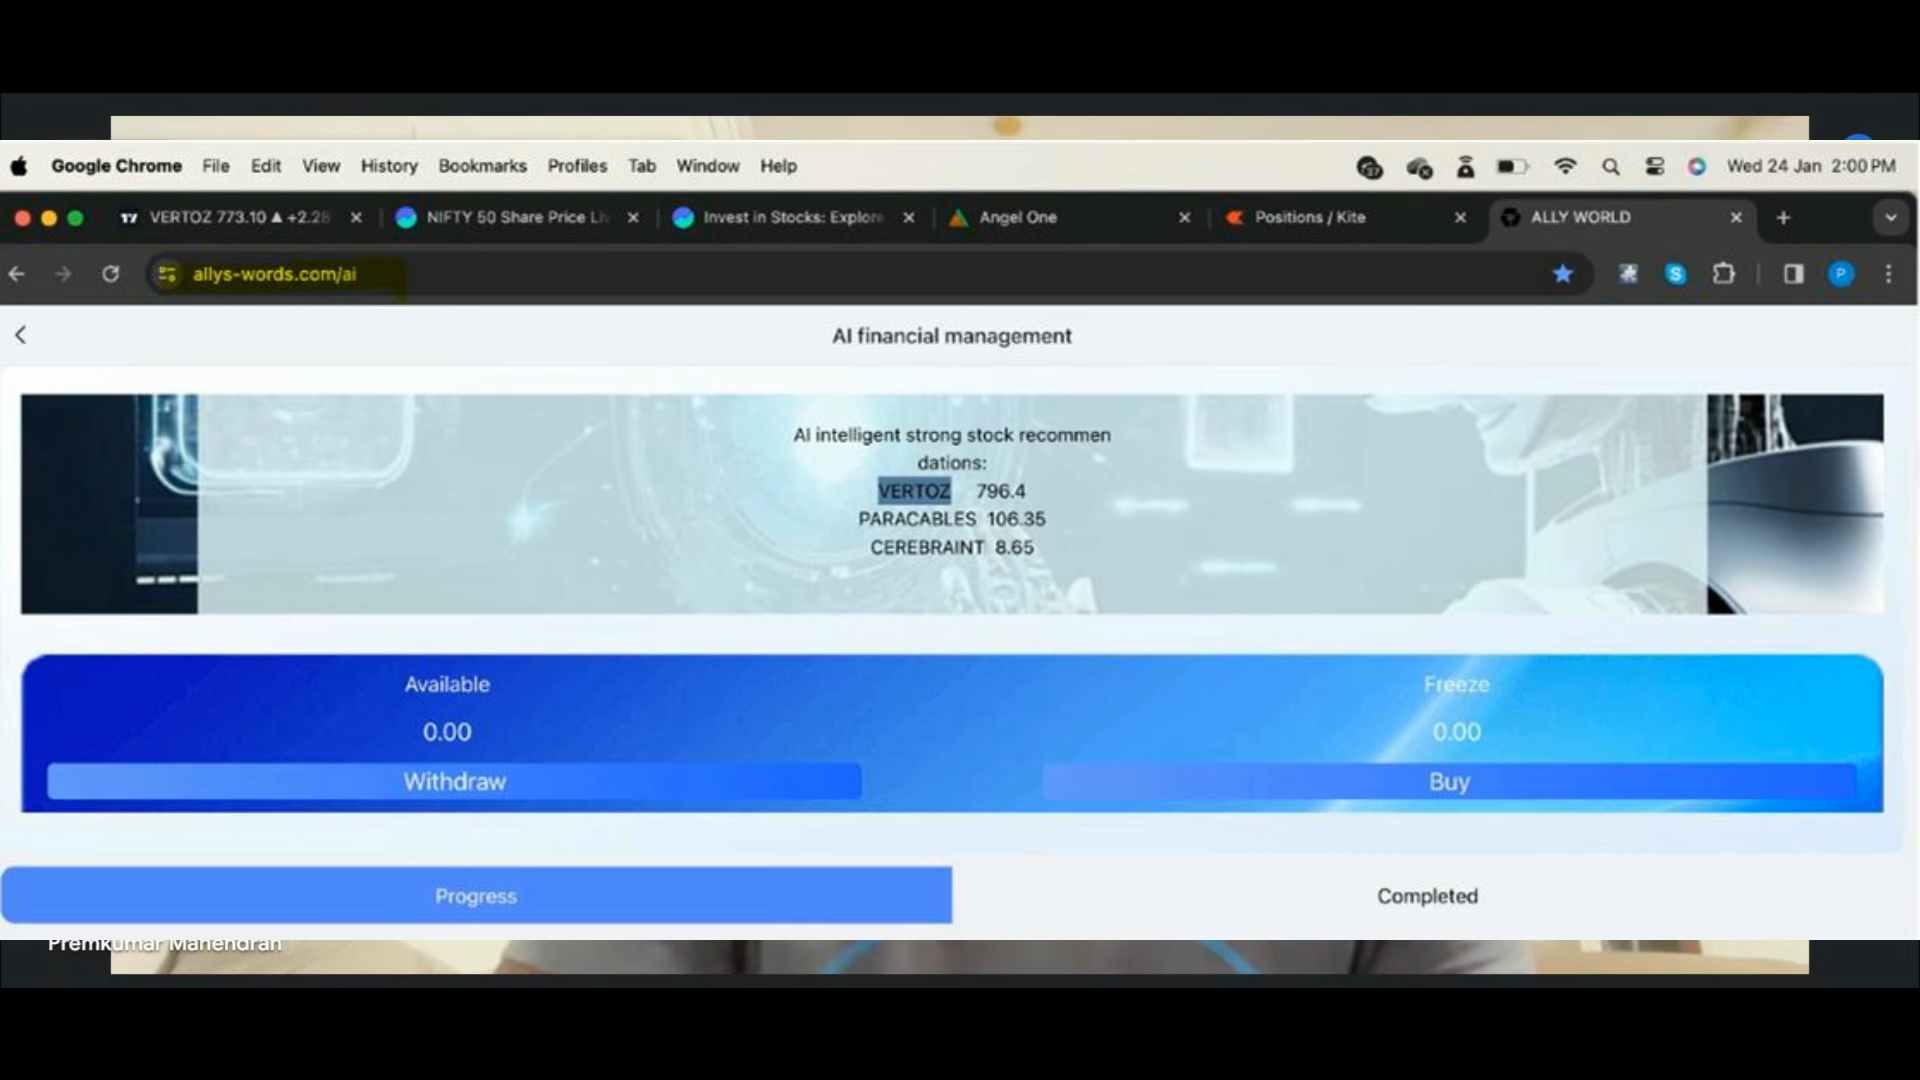 Google Chrome File Edit View History Bookmarks Profiles Tab Window Help Wed 24 Jan 2:00 PM
VERTOZ 773.10 ▲ +2.28 NIFTY 50 Share Price Liv Invest in Stocks: Explore Angel One Positions / Kite ALLY WORLD
allys-words.com/ai
AI financial management
AI intelligent strong stock recommen
dations:
VERTOZ 796.4
PARACABLES 106.35
CEREBRAINT 8.65
Available Freeze
0.00 0.00
Withdraw Buy
Progress Completed
Premkumar Mahendran